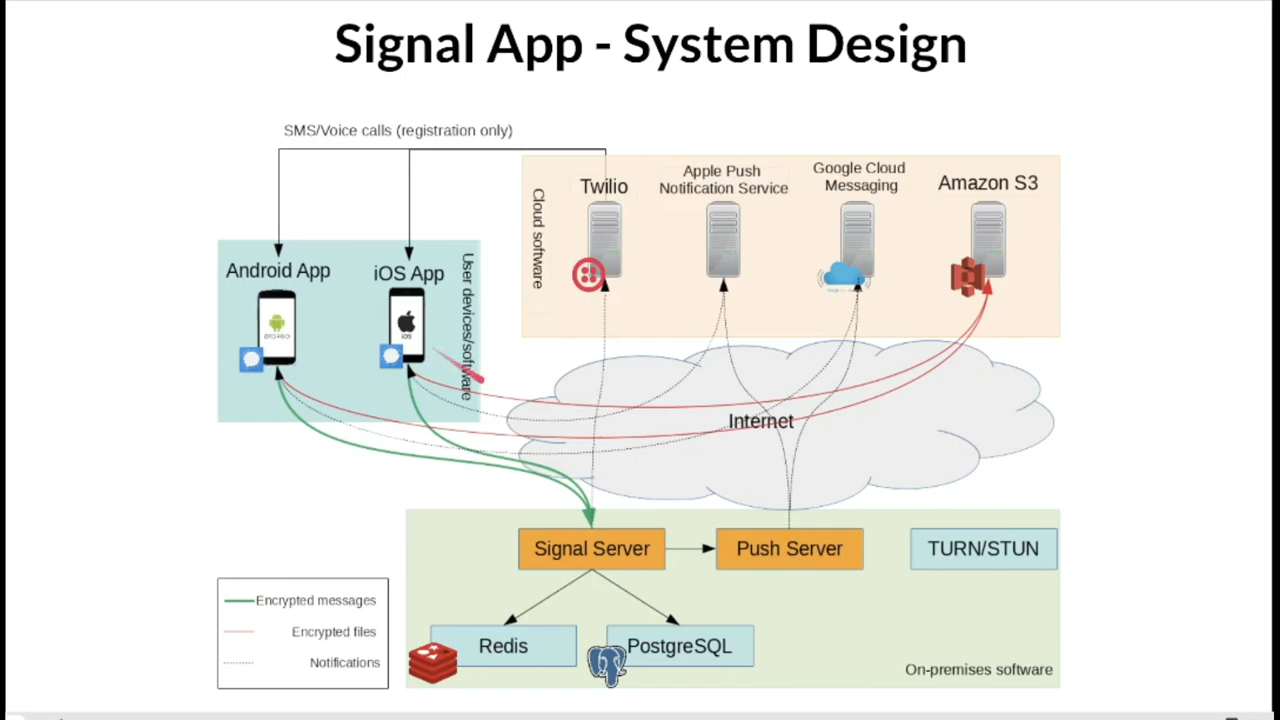 Signal App - System Design
SMS/Voice calls (registration only)
Cloud software
Twilio
Apple Push
Notification Service
Google Cloud
Messaging
Amazon S3
Android App
iOS App
User devices/software
iOS
Internet
Signal Server
Push Server
TURN/STUN
Redis
PostgreSQL
On-premises software
Encrypted messages
Encrypted files
Notifications